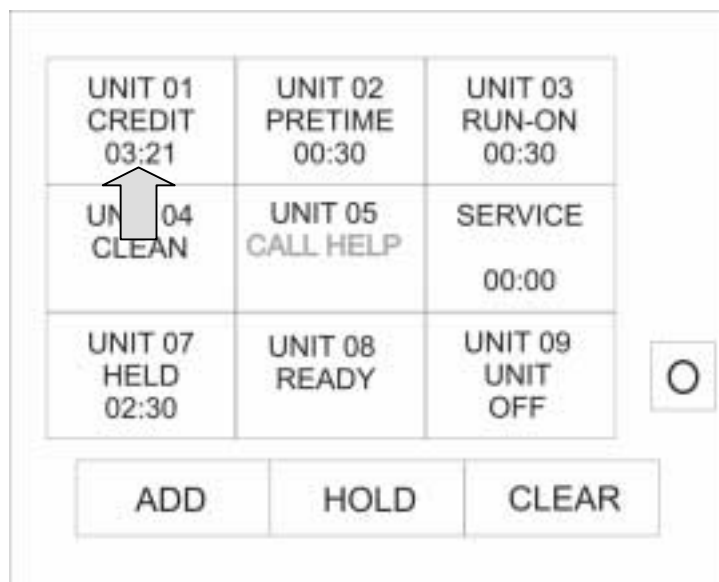 UNIT 01
CREDIT
03:21
UNIT 02
PRETIME
00:30
UNIT 03
RUN-ON
00:30
UNIT 04
CLEAN
UNIT 05
CALL HELP
SERVICE
00:00
UNIT 07
HELD
02:30
UNIT 08
READY
UNIT 09
UNIT
OFF
O
ADD
HOLD
CLEAR